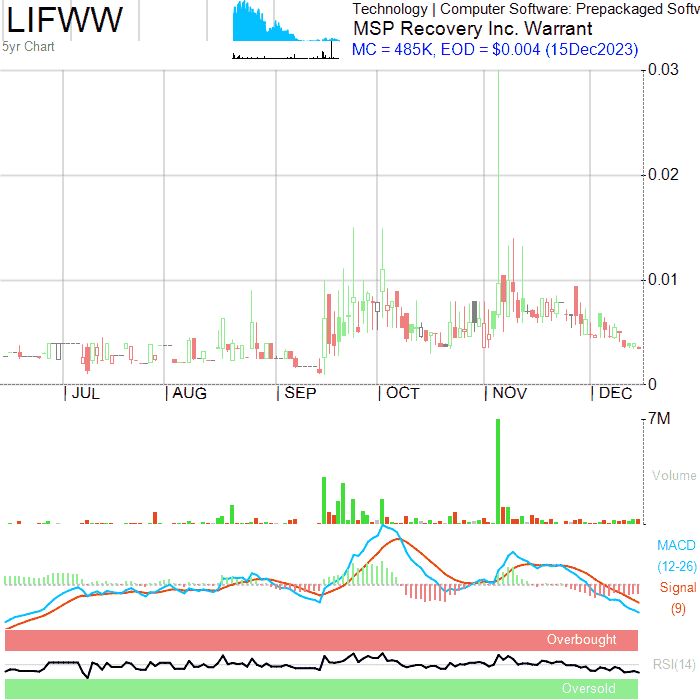 LIFWW
Technology | Computer Software: Prepackaged Softw
MSP Recovery Inc. Warrant
5yr Chart
MC = 485K, EOD = $0.004 (15Dec2023)
0.03
0.02
0.01
0
| JUL | AUG | SEP | OCT | NOV | DEC
7M
Volume
MACD
(12-26)
Signal
(9)
Overbought
RSI(14)
Oversold